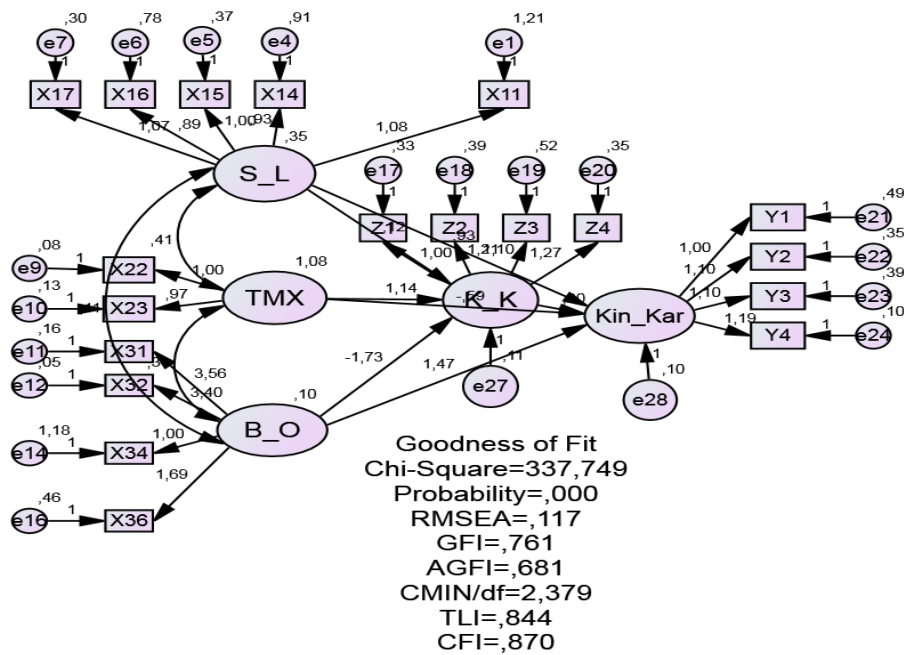 ,30 ,78 ,37 ,91 1,21
e7 e6 e5 e4 e1
1 1 1 1 1
X17 X16 X15 X14 X11
1,07 ,89 1,00 ,93 1,08
,35
S_L
,33 ,39 ,52 ,35
e17 e18 e19 e20
1 1 1 1
Z1 Z2 Z3 Z4
1,00 1,27
,49
Y1 1 e21
1,00
,35
Y2 1 e22
1,10
,39
Y3 1 e23
1,10
,10
Y4 1 e24
1,19
,08
e9 1 X22
,41
1,00
1,08
TMX
1,14
K_K
Kin_Kar
,13
e10 1 X23
,97
,16
e11 1 X31
3,56
,05
e12 1 X32
3,40
-1,73
1,47
,11
1
e27
1
,10
e28
,10
B_O
1,18
e14 1 X34
1,00
1,69
,46
e16 1 X36
Goodness of Fit
Chi-Square=337,749
Probability=,000
RMSEA=,117
GFI=,761
AGFI=,681
CMIN/df=2,379
TLI=,844
CFI=,870